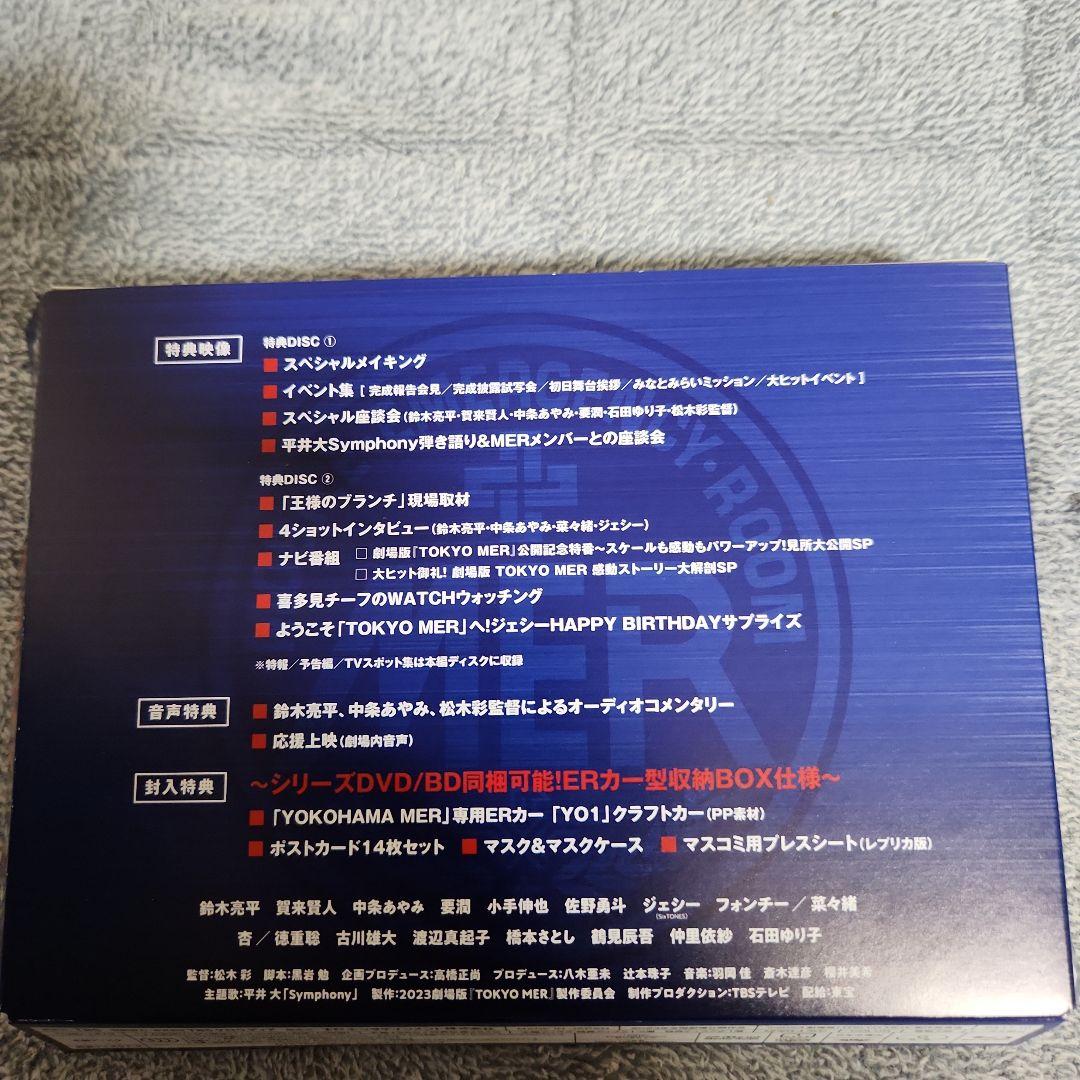 特典映像
特典DISC ①
■ スペシャルメイキング
■ イベント集 [ 完成報告会見／完成披露試写会／初日舞台挨拶／みなとみらいミッション／大ヒットイベント ]
■ スペシャル座談会(鈴木亮平・賀来賢人・中条あやみ・要潤・石田ゆり子・松木彩監督)
■ 平井大Symphony弾き語り&MERメンバーとの座談会
特典DISC ②
■ 「王様のブランチ」現場取材
■ 4ショットインタビュー(鈴木亮平・中条あやみ・菜々緒・ジェシー)
■ ナビ番組 □ 劇場版『TOKYO MER』公開記念特番〜スケールも感動もパワーアップ!見所大公開SP
□ 大ヒット御礼! 劇場版 TOKYO MER 感動ストーリー大解剖SP
■ 喜多見チーフのWATCHウォッチング
■ ようこそ「TOKYO MER」へ!ジェシーHAPPY BIRTHDAYサプライズ
※特報／予告編／TVスポット集は本編ディスクに収録
音声特典
■ 鈴木亮平、中条あやみ、松木彩監督によるオーディオコメンタリー
■ 応援上映(劇場内音声)
封入特典
〜シリーズDVD/BD同梱可能!ERカー型収納BOX仕様〜
■ 「YOKOHAMA MER」専用ERカー 「YO1」クラフトカー(PP素材)
■ ポストカード14枚セット ■ マスク&マスクケース ■ マスコミ用プレスシート(レプリカ版)
鈴木亮平 賀来賢人 中条あやみ 要潤 小手伸也 佐野勇斗 ジェシー フォンチー／菜々緒
(SixTONES)
杏／徳重聡 古川雄大 渡辺真起子 橋本さとし 鶴見辰吾 仲里依紗 石田ゆり子
監督:松木 彩 脚本:黒岩 勉 企画プロデュース:高橋正尚 プロデュース:八木亜未 辻本珠子 音楽:羽岡 佳 斎木達彦 櫻井美希
主題歌:平井 大「Symphony」 製作:2023劇場版『TOKYO MER』製作委員会 制作プロダクション:TBSテレビ 配給:東宝
EMERGENCY・ROOM
MER